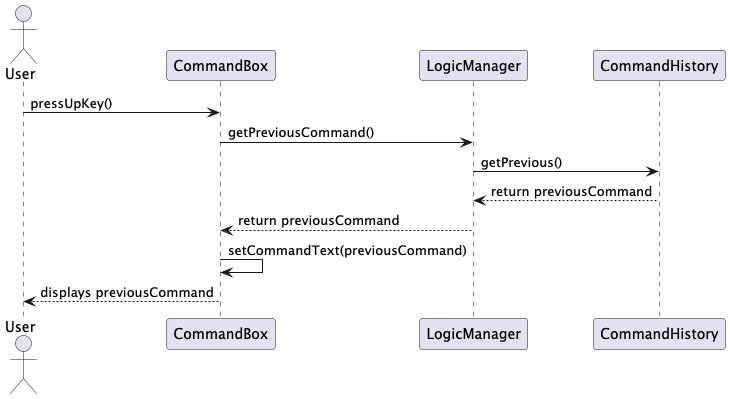 User
CommandBox
LogicManager
CommandHistory
pressUpKey()
getPreviousCommand()
getPrevious()
return previousCommand
return previousCommand
setCommandText(previousCommand)
displays previousCommand
User
CommandBox
LogicManager
CommandHistory